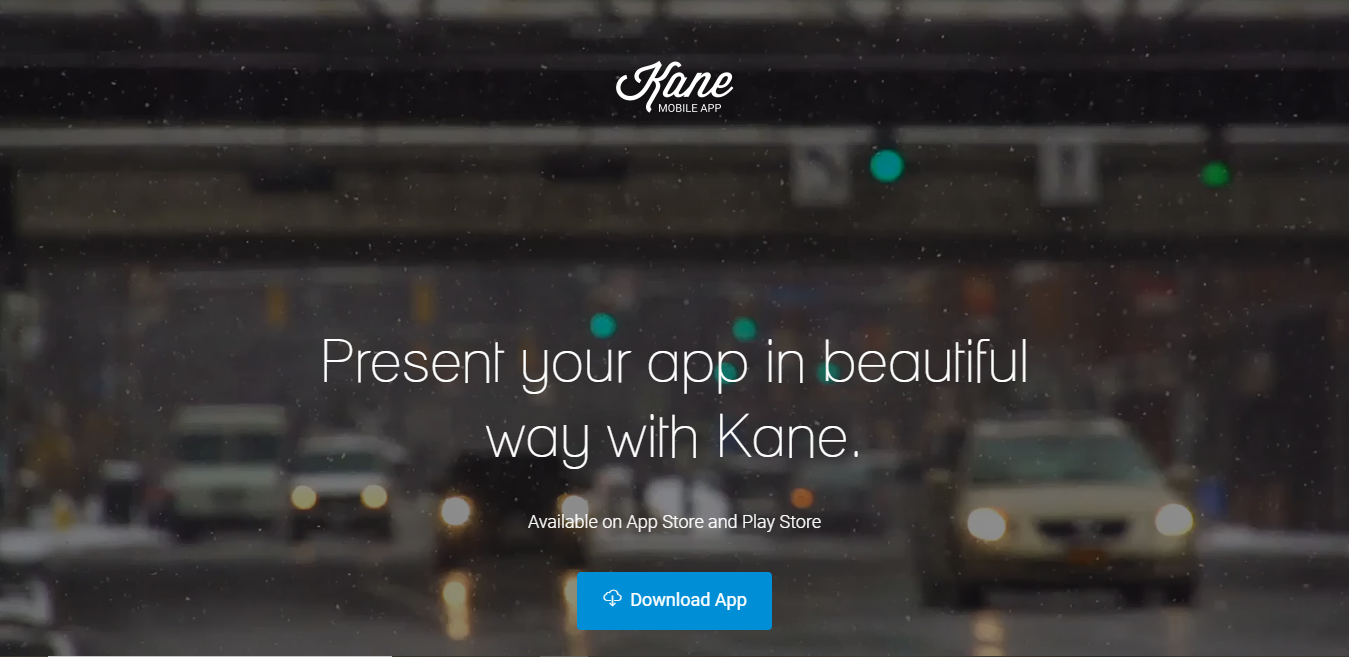 Kane
MOBILE APP
Present your app in beautiful
way with Kane.
Available on App Store and Play Store
Download App